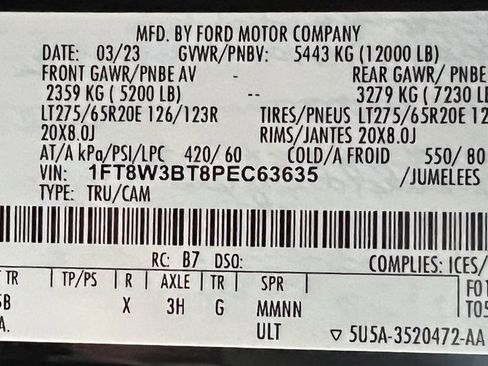 MFD. BY FORD MOTOR COMPANY
DATE: 03/23 GVWR/PNBV: 5443 KG (12000 LB)
FRONT GAWR/PNBE AV - REAR GAWR/ PNBE
2359 KG ( 5200 LB) -- 3279 KG ( 7230 LB
LT275/65R20E 126/123R TIRES/PNEUS LT275/65R20E 12
20X8.0J RIMS/JANTES 20X8.0J
AT/A kPa/PSI/LPC 420/ 60 COLD/A FROID 550/ 80
VIN: 1FT8W3BT8PEC63635 /JUMELEES
TYPE: TRU/CAM
RC: B7 DSO: COMPLIES: ICES/
T TR TP/PS R AXLE TR SPR F01
5B X 3H G MMNN T05
A. ULT ▽ 5U5A-3520472-AA